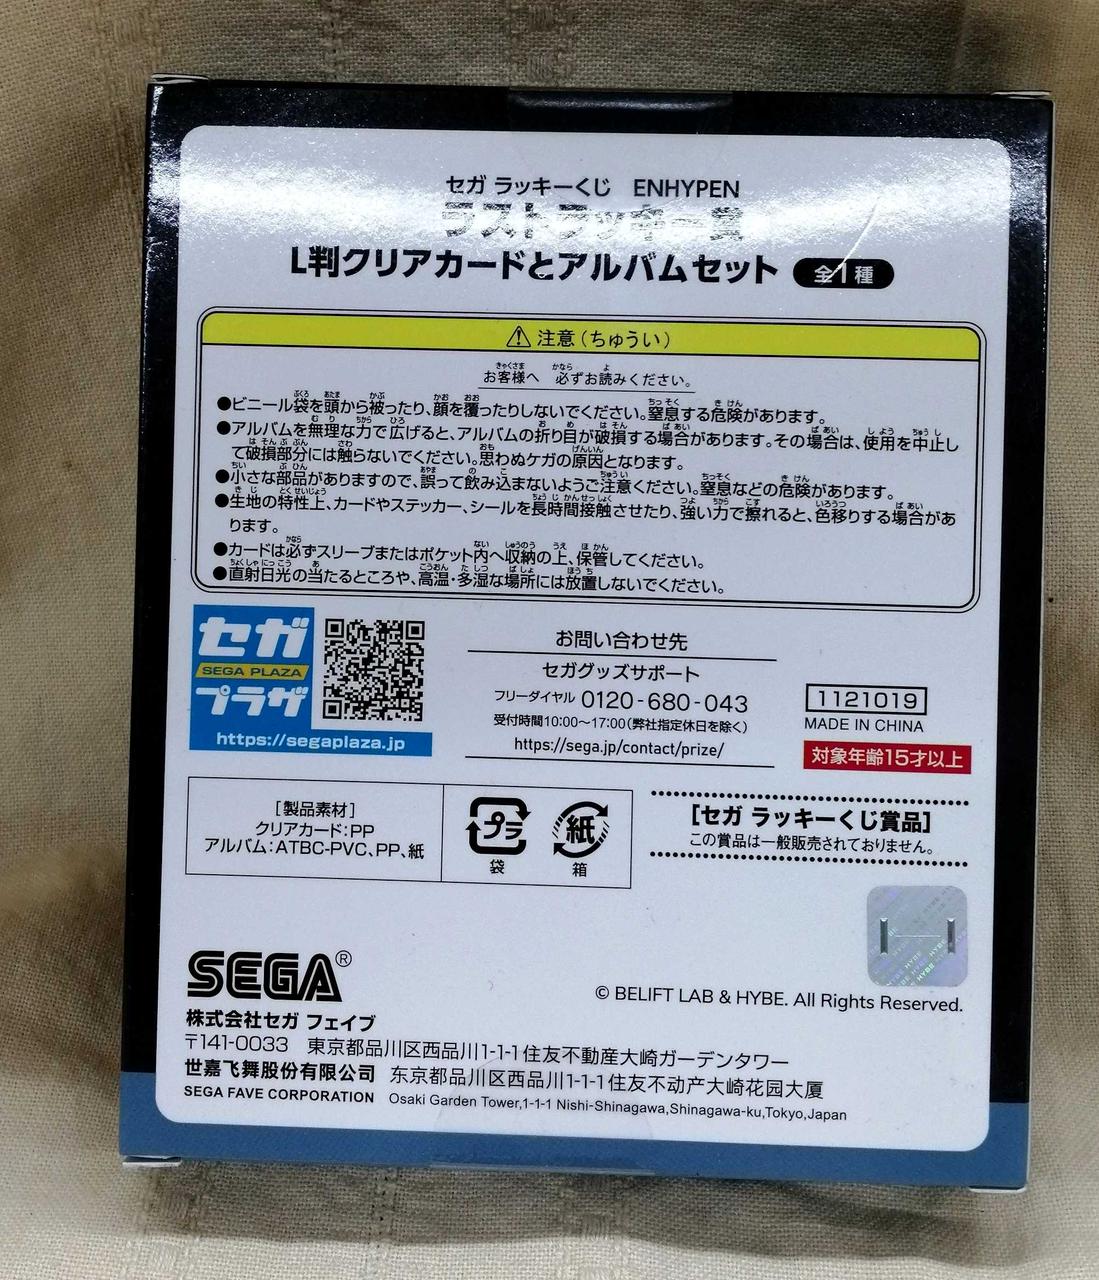 セガ ラッキーくじ ENHYPEN
ラストラッキー賞
L判クリアカードとアルバムセット 全1種
⚠ 注意(ちゅうい)
お客様へ 必ずお読みください。
●ビニール袋を頭から被ったり、顔を覆ったりしないでください。窒息する危険があります。
●アルバムを無理な力で広げると、アルバムの折り目が破損する場合があります。その場合は、使用を中止し
て破損部分には触らないでください。思わぬケガの原因となります。
●小さな部品がありますので、誤って飲み込まないようご注意ください。窒息などの危険があります。
●生地の特性上、カードやステッカー、シールを長時間接触させたり、強い力で擦れると、色移りする場合があ
ります。
●カードは必ずスリーブまたはポケット内へ収納の上、保管してください。
●直射日光の当たるところや、高温・多湿な場所には放置しないでください。
セガ
SEGA PLAZA
プラザ
https://segaplaza.jp
お問い合わせ先
セガグッズサポート
フリーダイヤル 0120-680-043
受付時間10:00〜17:00(弊社指定休日を除く)
https://sega.jp/contact/prize/
1121019
MADE IN CHINA
対象年齢15才以上
[製品素材]
クリアカード:PP
アルバム:ATBC-PVC、PP、紙
プラ
袋
紙
箱
[セガ ラッキーくじ賞品]
この賞品は一般販売されておりません。
HYBE
SEGA®
© BELIFT LAB & HYBE. All Rights Reserved.
株式会社セガ フェイブ
〒141-0033 東京都品川区西品川1-1-1住友不動産大崎ガーデンタワー
世嘉飞舞股份有限公司 东京都品川区西品川1-1-1住友不动产大崎花园大厦
SEGA FAVE CORPORATION Osaki Garden Tower,1-1-1 Nishi-Shinagawa,Shinagawa-ku,Tokyo,Japan